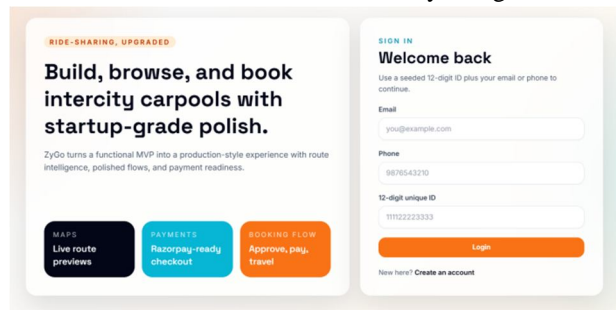 RIDE-SHARING, UPGRADED
Build, browse, and book
intercity carpools with
startup-grade polish.
ZyGo turns a functional MVP into a production-style experience with route
intelligence, polished flows, and payment readiness.
MAPS
Live route
previews
PAYMENTS
Razorpay-ready
checkout
BOOKING FLOW
Approve, pay,
travel
SIGN IN
Welcome back
Use a seeded 12-digit ID plus your email or phone to
continue.
Email
you@example.com
Phone
9876543210
12-digit unique ID
111122223333
Login
New here? Create an account